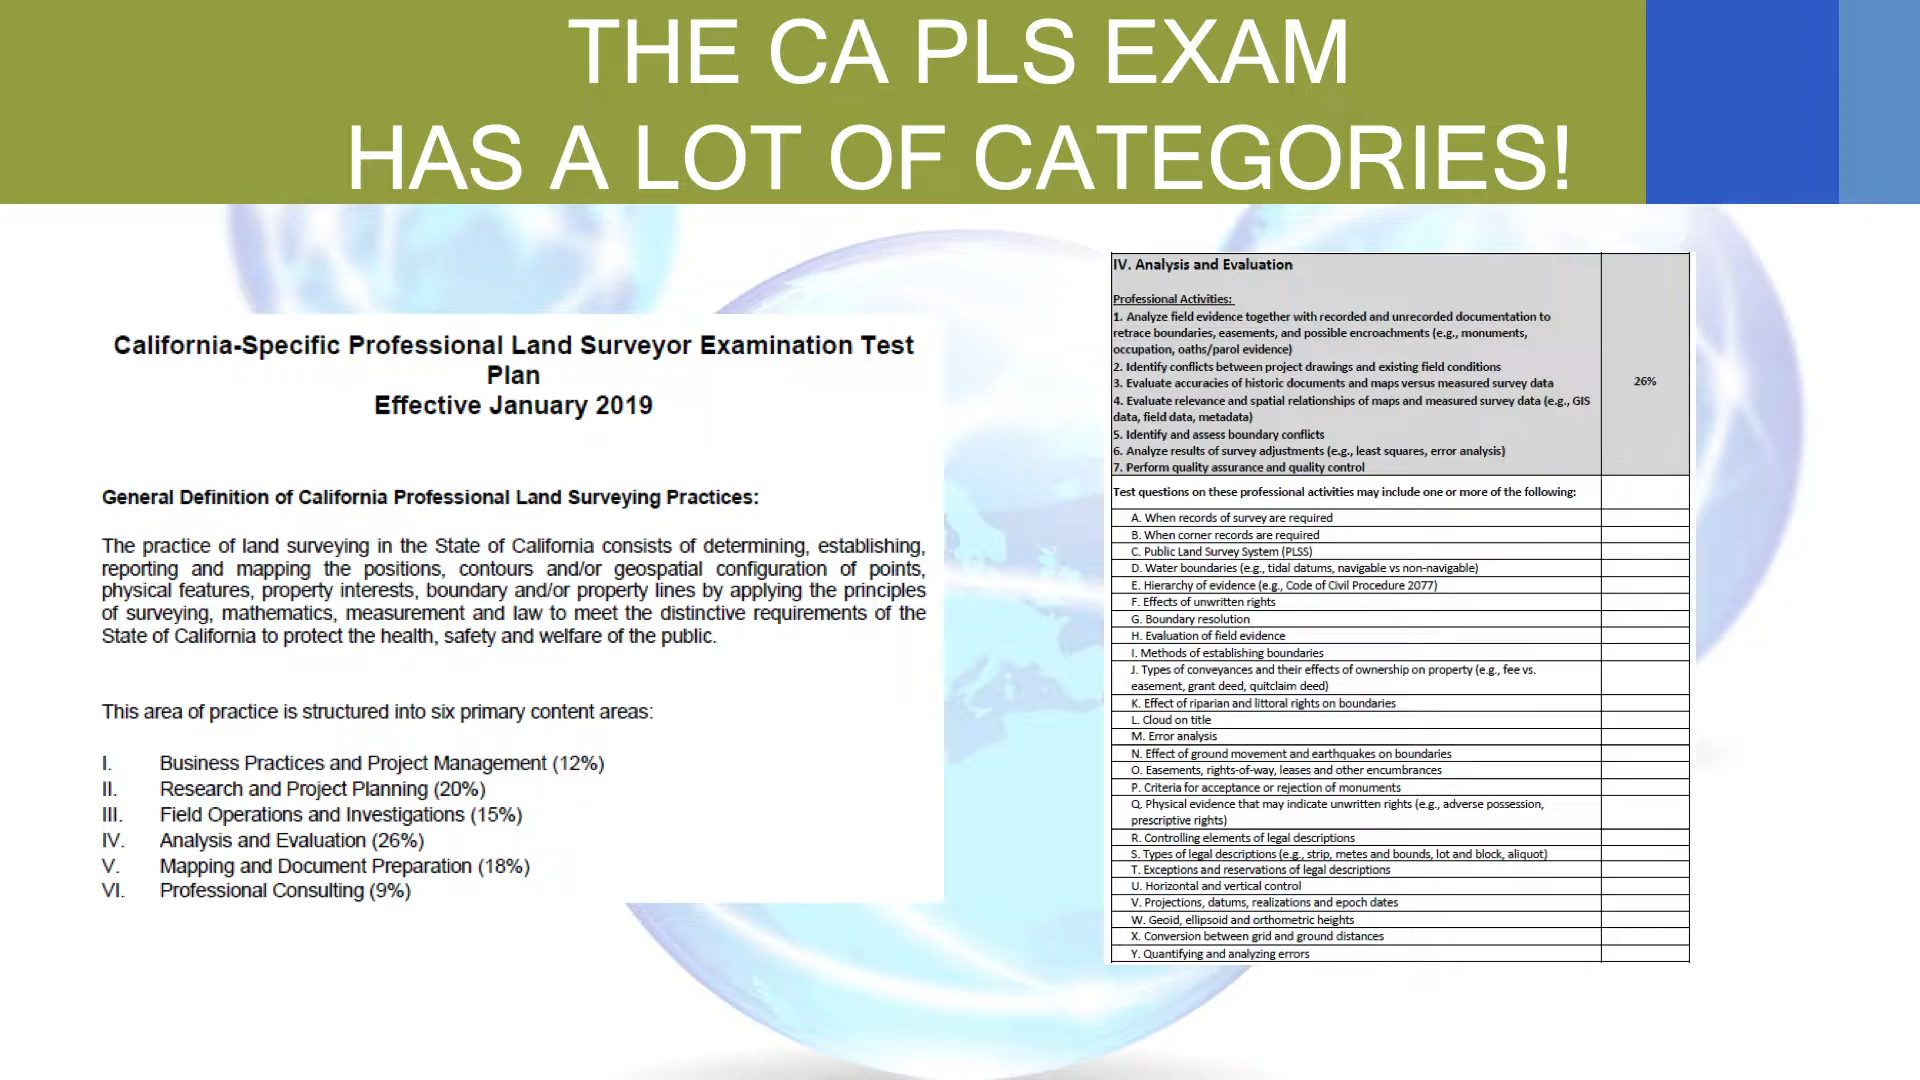 THE CA PLS EXAM
HAS A LOT OF CATEGORIES!
California-Specific Professional Land Surveyor Examination Test
Plan
Effective January 2019
General Definition of California Professional Land Surveying Practices:
The practice of land surveying in the State of California consists of determining, establishing,
reporting and mapping the positions, contours and/or geospatial configuration of points,
physical features, property interests, boundary and/or property lines by applying the principles
of surveying, mathematics, measurement and law to meet the distinctive requirements of the
State of California to protect the health, safety and welfare of the public.
This area of practice is structured into six primary content areas:
I. Business Practices and Project Management (12%)
II. Research and Project Planning (20%)
III. Field Operations and Investigations (15%)
IV. Analysis and Evaluation (26%)
V. Mapping and Document Preparation (18%)
VI. Professional Consulting (9%)
IV. Analysis and Evaluation
Professional Activities:
1. Analyze field evidence together with recorded and unrecorded documentation to
retrace boundaries, easements, and possible encroachments (e.g., monuments,
occupation, oaths/parol evidence)
2. Identify conflicts between project drawings and existing field conditions
3. Evaluate accuracies of historic documents and maps versus measured survey data
4. Evaluate relevance and spatial relationships of maps and measured survey data (e.g., GIS
data, field data, metadata)
5. Identify and assess boundary conflicts
6. Analyze results of survey adjustments (e.g., least squares, error analysis)
7. Perform quality assurance and quality control
26%
Test questions on these professional activities may include one or more of the following:
A. When records of survey are required
B. When corner records are required
C. Public Land Survey System (PLSS)
D. Water boundaries (e.g., tidal datums, navigable vs non-navigable)
E. Hierarchy of evidence (e.g., Code of Civil Procedure 2077)
F. Effects of unwritten rights
G. Boundary resolution
H. Evaluation of field evidence
I. Methods of establishing boundaries
J. Types of conveyances and their effects of ownership on property (e.g., fee vs.
easement, grant deed, quitclaim deed)
K. Effect of riparian and littoral rights on boundaries
L. Cloud on title
M. Error analysis
N. Effect of ground movement and earthquakes on boundaries
O. Easements, rights-of-way, leases and other encumbrances
P. Criteria for acceptance or rejection of monuments
Q. Physical evidence that may indicate unwritten rights (e.g., adverse possession,
prescriptive rights)
R. Controlling elements of legal descriptions
S. Types of legal descriptions (e.g., strip, metes and bounds, lot and block, aliquot)
T. Exceptions and reservations of legal descriptions
U. Horizontal and vertical control
V. Projections, datums, realizations and epoch dates
W. Geoid, ellipsoid and orthometric heights
X. Conversion between grid and ground distances
Y. Quantifying and analyzing errors